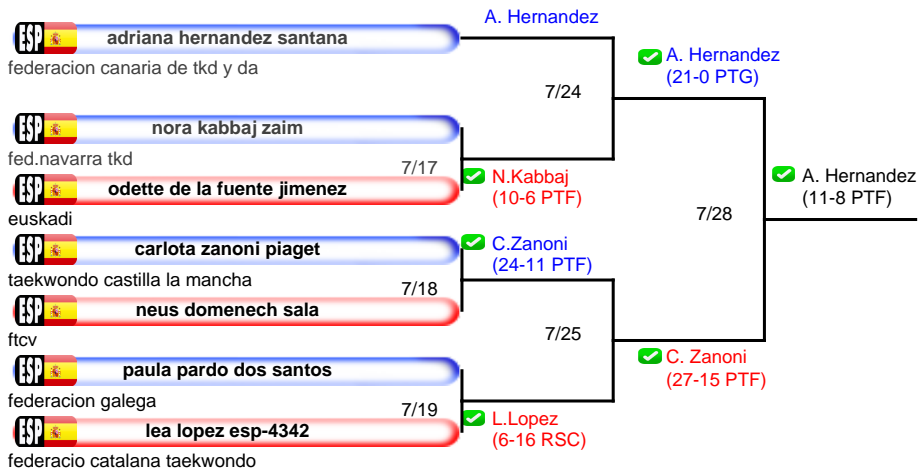 A. Hernandez
ESP adriana hernandez santana
federacion canaria de tkd y da
A. Hernandez
(21-0 PTG)
7/24
ESP nora kabbaj zaim
fed.navarra tkd
7/17
N.Kabbaj
(10-6 PTF)
ESP odette de la fuente jimenez
euskadi
A. Hernandez
(11-8 PTF)
7/28
ESP carlota zanoni piaget
taekwondo castilla la mancha
C.Zanoni
(24-11 PTF)
7/18
ESP neus domenech sala
ftcv
7/25
ESP paula pardo dos santos
federacion galega
C. Zanoni
(27-15 PTF)
7/19
L.Lopez
(6-16 RSC)
ESP lea lopez esp-4342
federacio catalana taekwondo